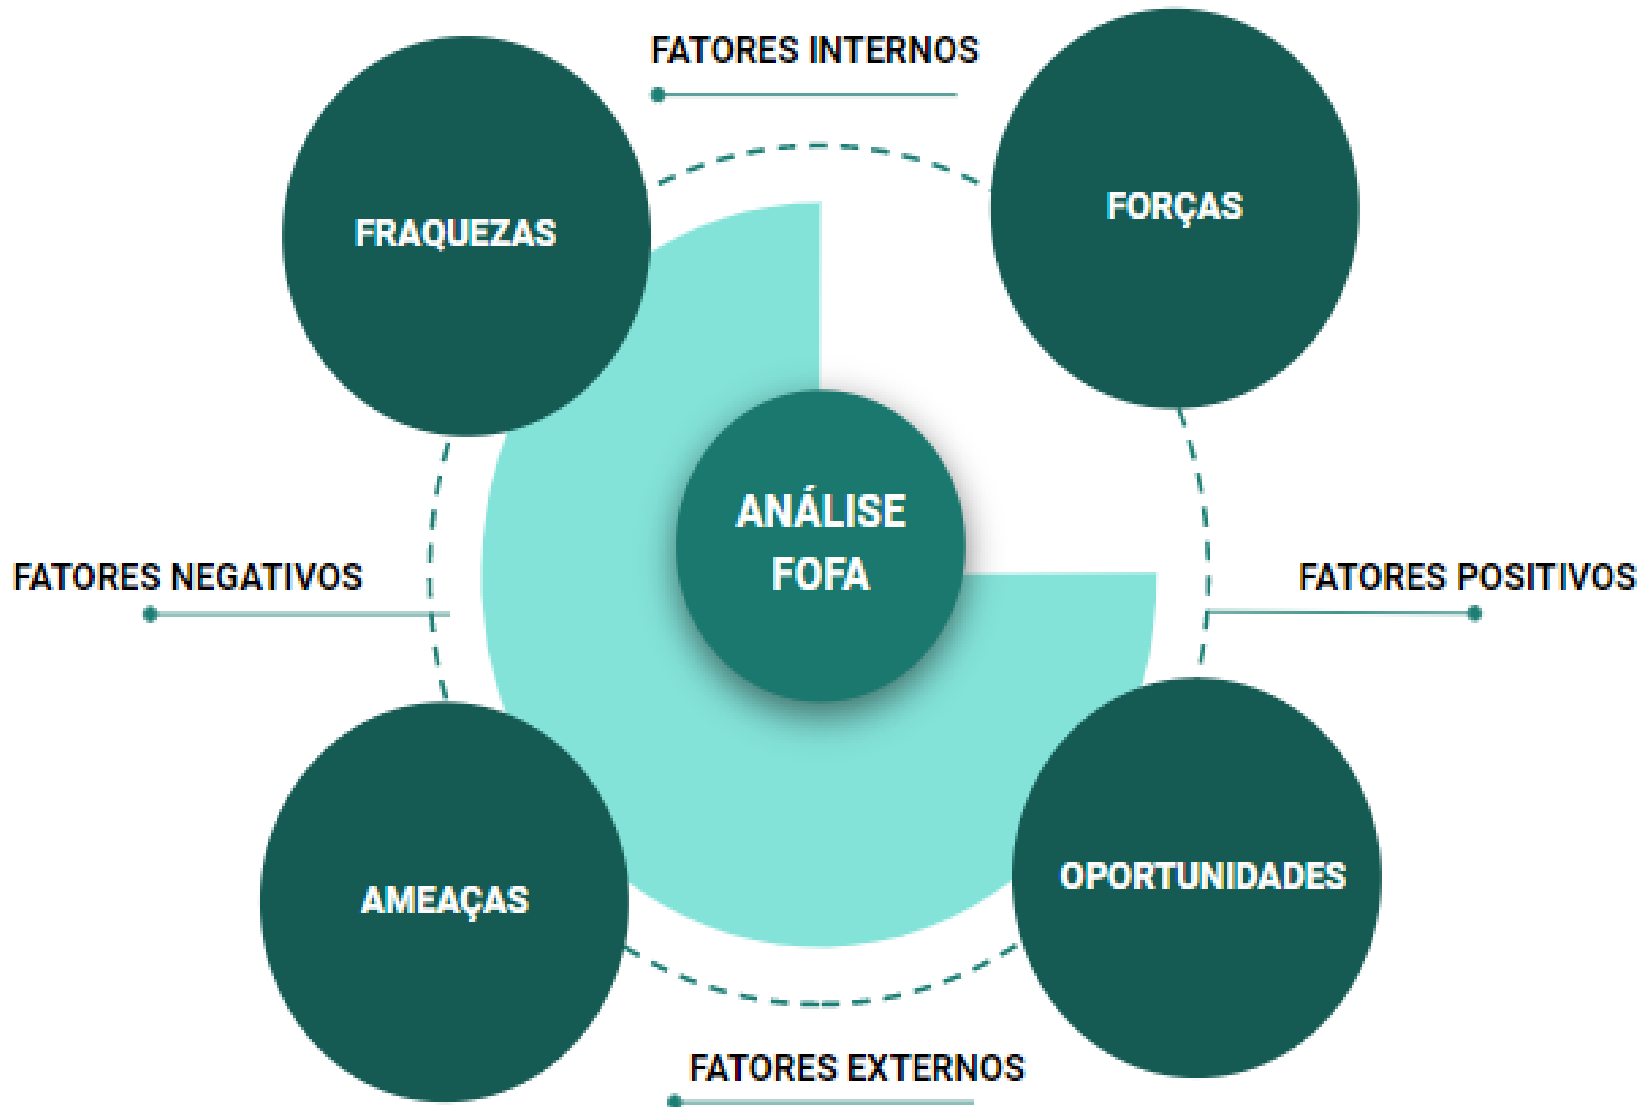 FATORES INTERNOS
FRAQUEZAS
FORÇAS
ANÁLISE
FOFA
FATORES NEGATIVOS
FATORES POSITIVOS
AMEAÇAS
OPORTUNIDADES
FATORES EXTERNOS